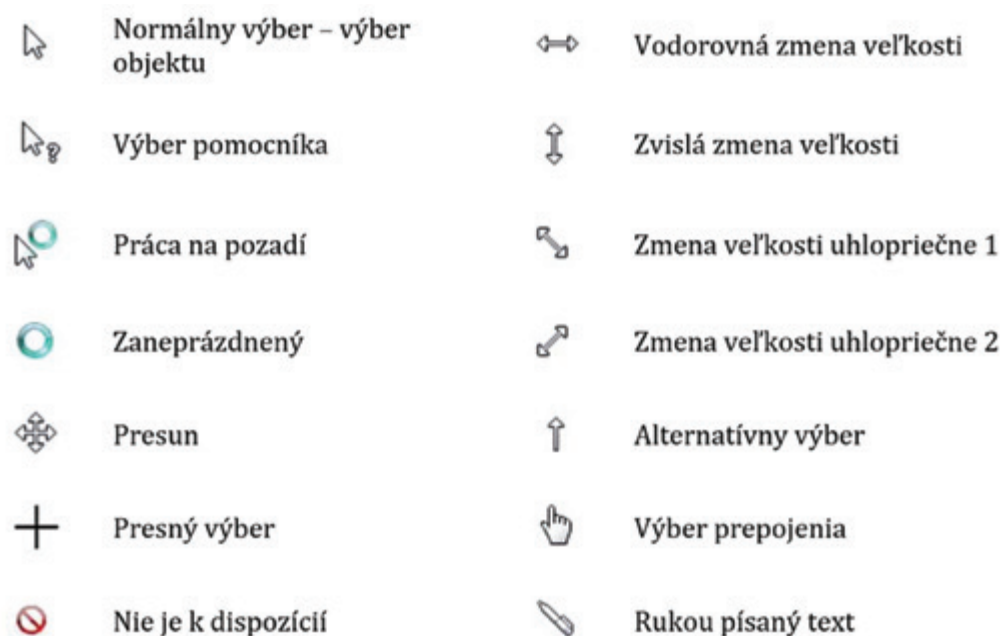 Normálny výber – výber
objektu
Výber pomocníka
Práca na pozadí
Zaneprázdnený
Presun
Presný výber
Nie je k dispozícií
Vodorovná zmena veľkosti
Zvislá zmena veľkosti
Zmena veľkosti uhlopriečne 1
Zmena veľkosti uhlopriečne 2
Alternatívny výber
Výber prepojenia
Rukou písaný text